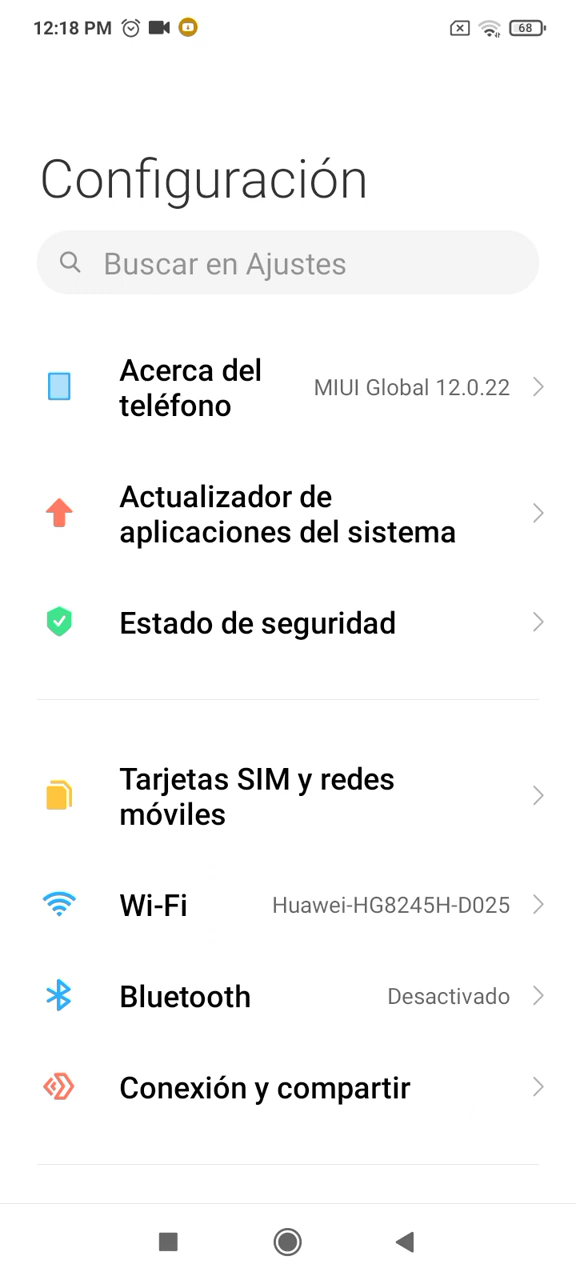 12:18 PM 68
Configuración
Buscar en Ajustes
Acerca del
teléfono
MIUI Global 12.0.22
Actualizador de
aplicaciones del sistema
Estado de seguridad
Tarjetas SIM y redes
móviles
Wi-Fi Huawei-HG8245H-D025
Bluetooth Desactivado
Conexión y compartir